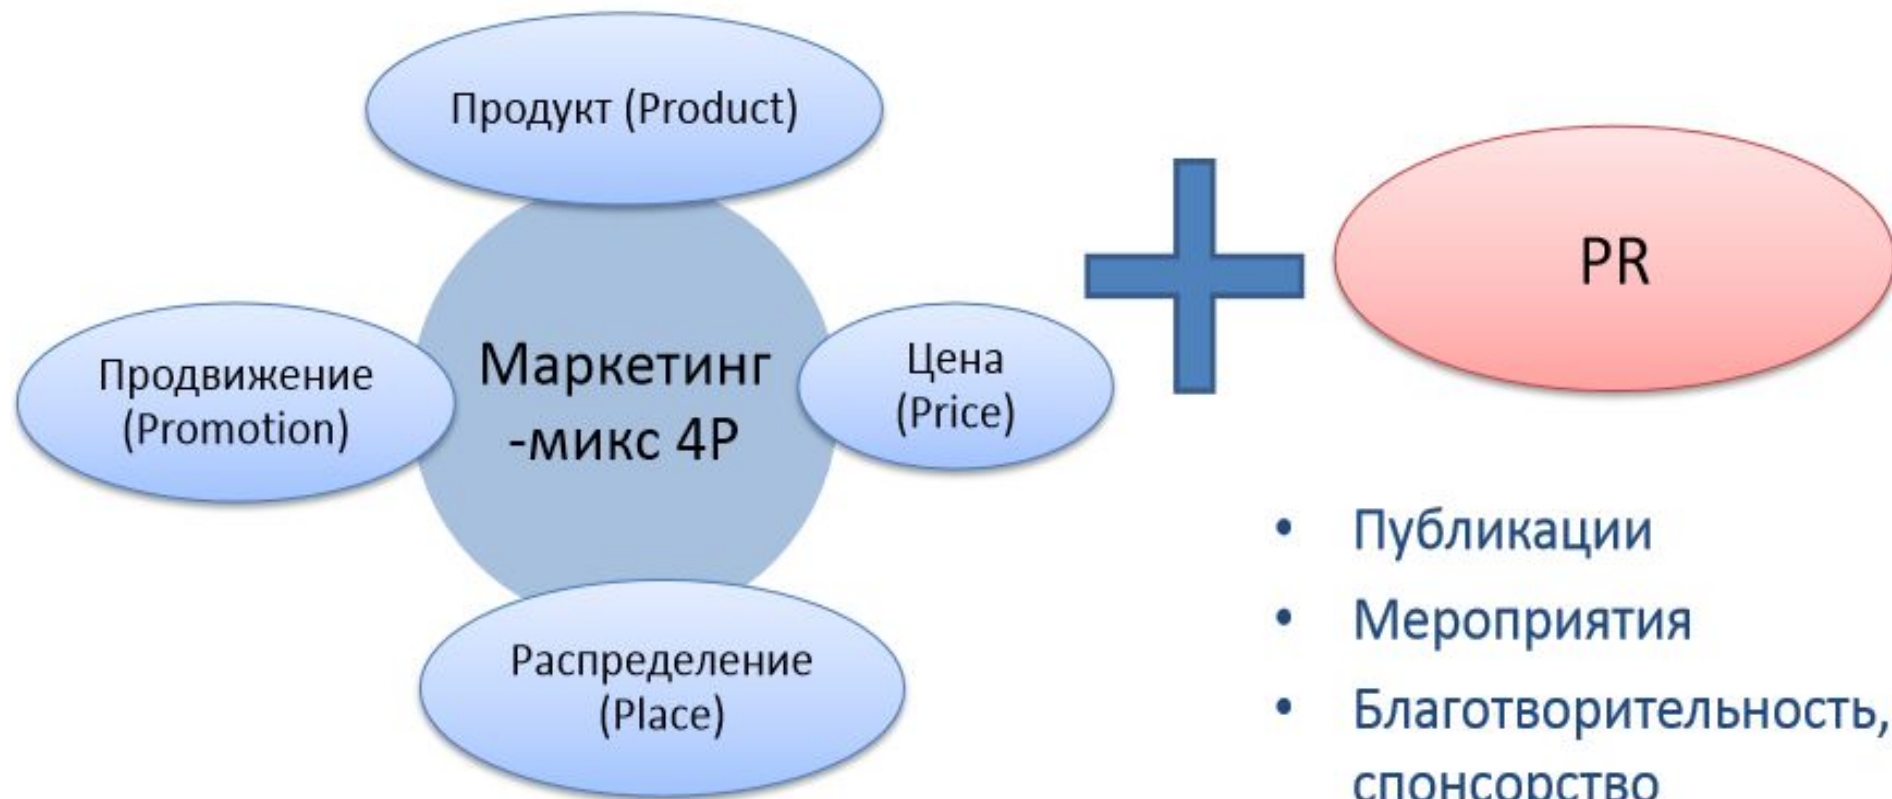 Продукт (Product)
Продвижение
(Promotion)
Маркетинг
-микс 4P
Цена
(Price)
Распределение
(Place)
PR
• Публикации
• Мероприятия
• Благотворительность,
спонсорство